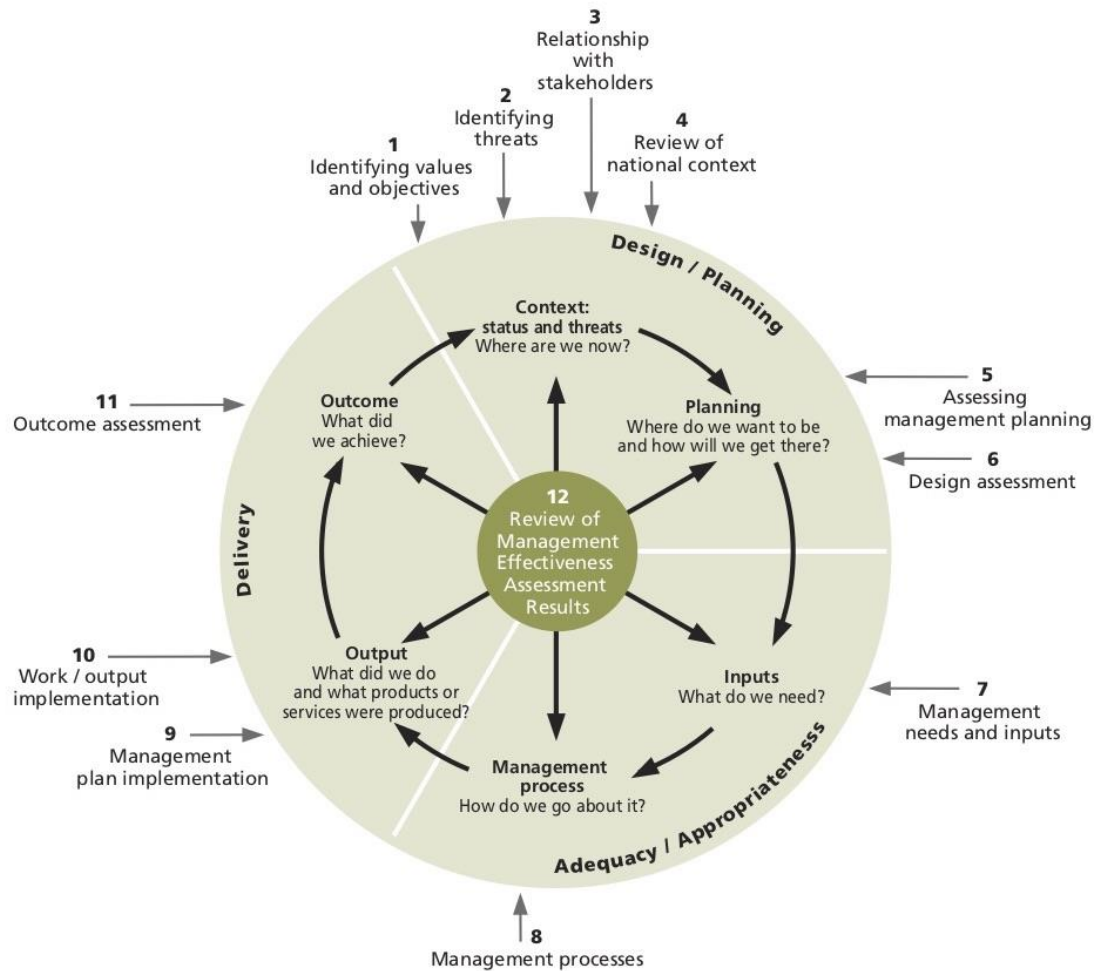 1
Identifying values
and objectives
2
Identifying
threats
3
Relationship
with
stakeholders
4
Review of
national context
Design / Planning
5
Assessing
management planning
6
Design assessment
7
Management
needs and inputs
Adequacy / Appropriatenesss
8
Management processes
9
Management
plan implementation
10
Work / output
implementation
11
Outcome assessment
Delivery
Context:
status and threats
Where are we now?
Planning
Where do we want to be
and how will we get there?
Inputs
What do we need?
Management
process
How do we go about it?
Output
What did we do
and what products or
services were produced?
Outcome
What did
we achieve?
12
Review of
Management
Effectiveness
Assessment
Results